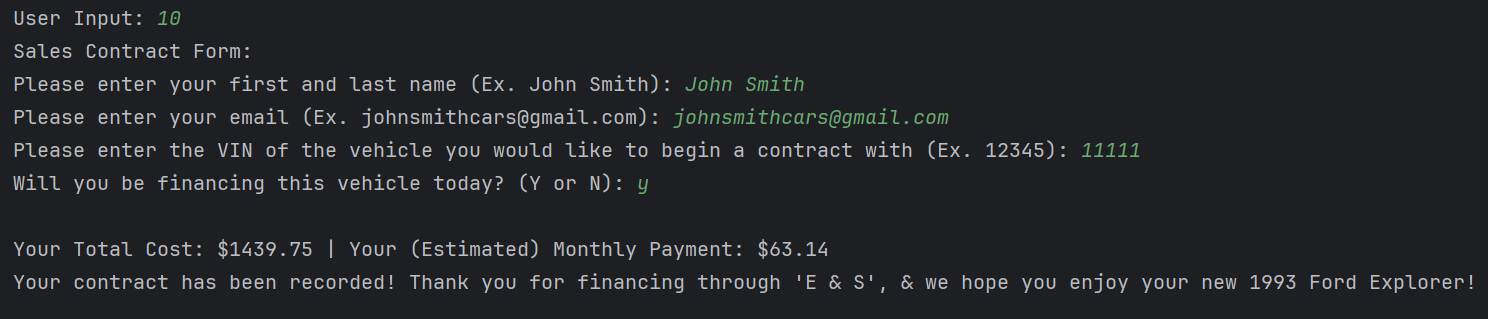 User Input: 10
Sales Contract Form:
Please enter your first and last name (Ex. John Smith): John Smith
Please enter your email (Ex. johnsmithcars@gmail.com): johnsmithcars@gmail.com
Please enter the VIN of the vehicle you would like to begin a contract with (Ex. 12345): 11111
Will you be financing this vehicle today? (Y or N): y
Your Total Cost: $1439.75 | Your (Estimated) Monthly Payment: $63.14
Your contract has been recorded! Thank you for financing through 'E & S', & we hope you enjoy your new 1993 Ford Explorer!